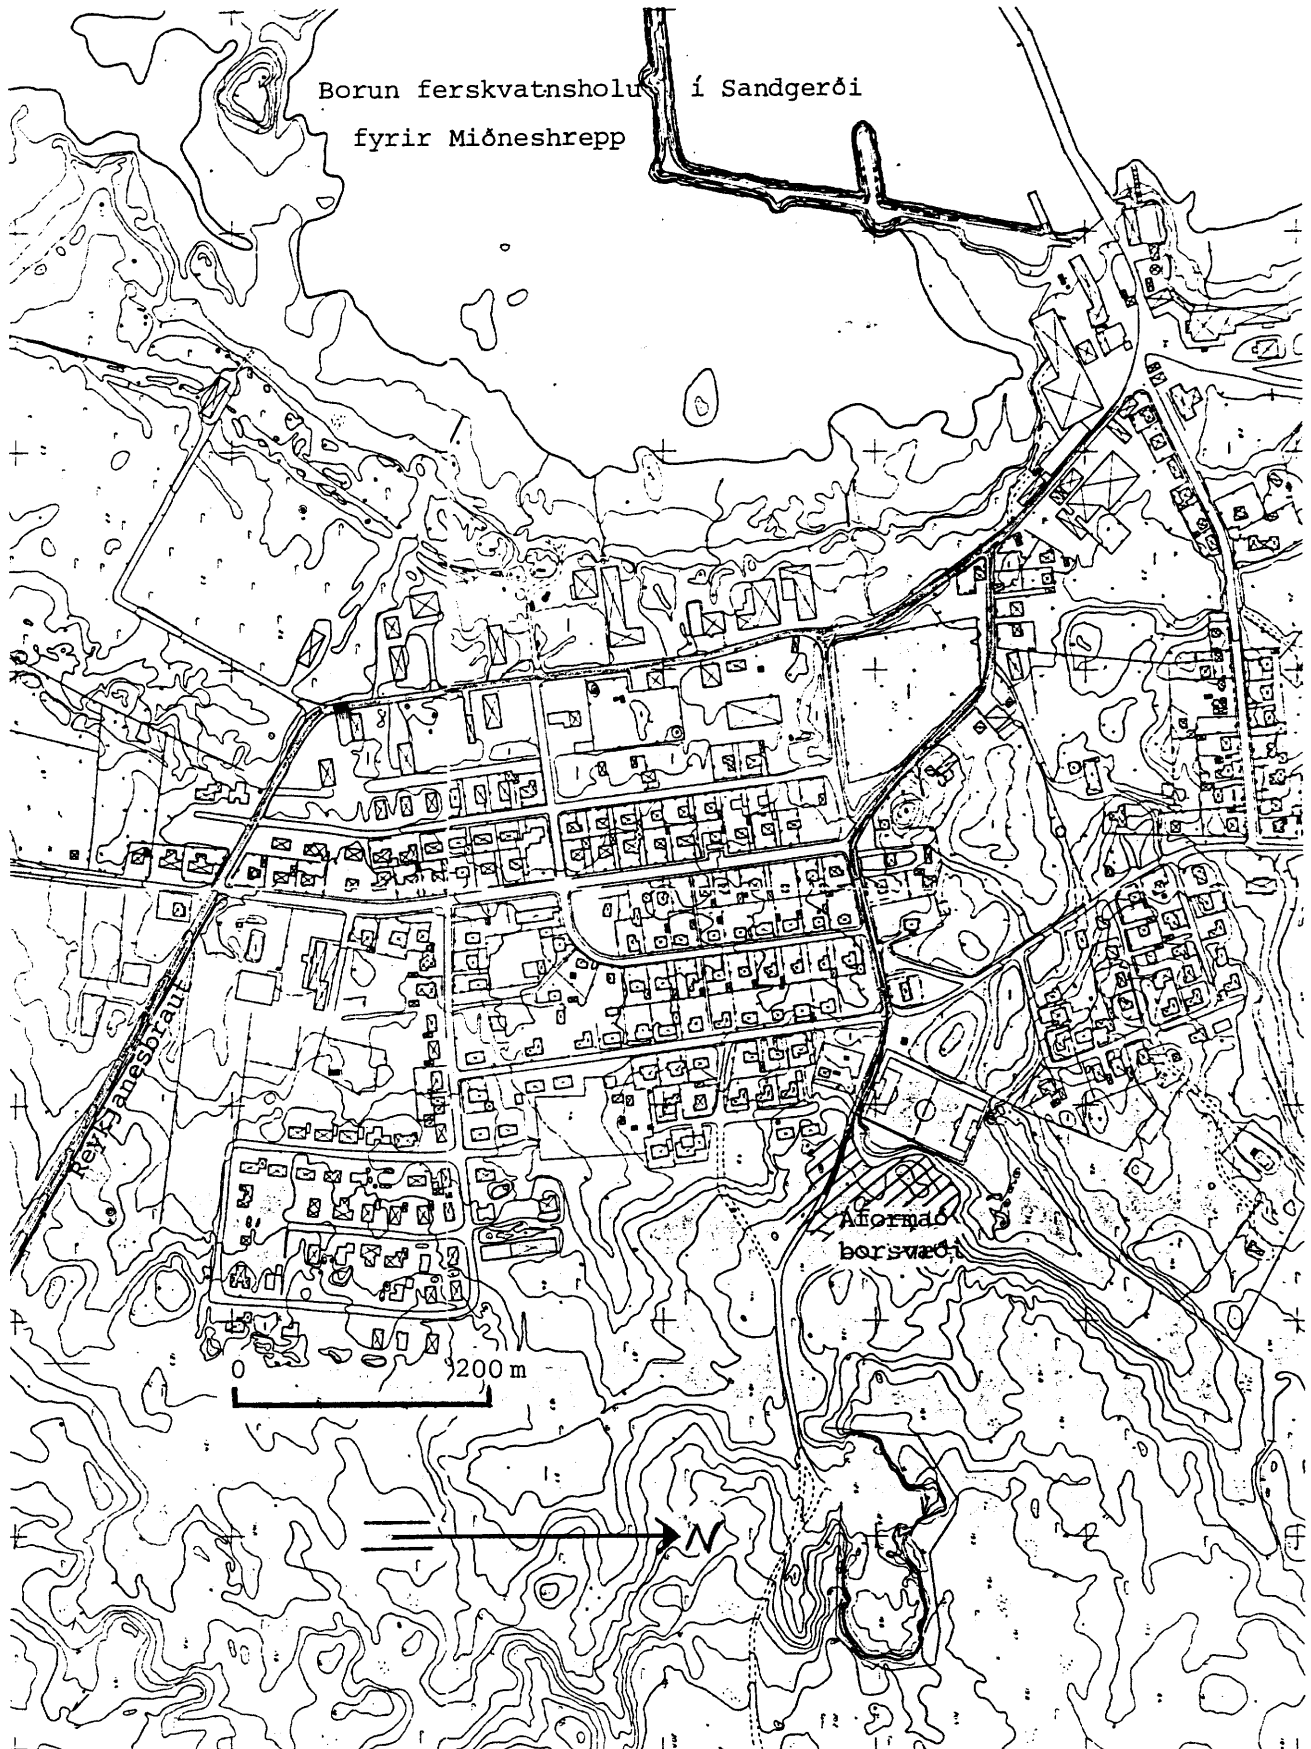 Borun ferskvatnsholu í Sandgerði
fyrir Miðneshrepp
Reykjanesbraut
Áformað
borsvæði
0 200 m
N